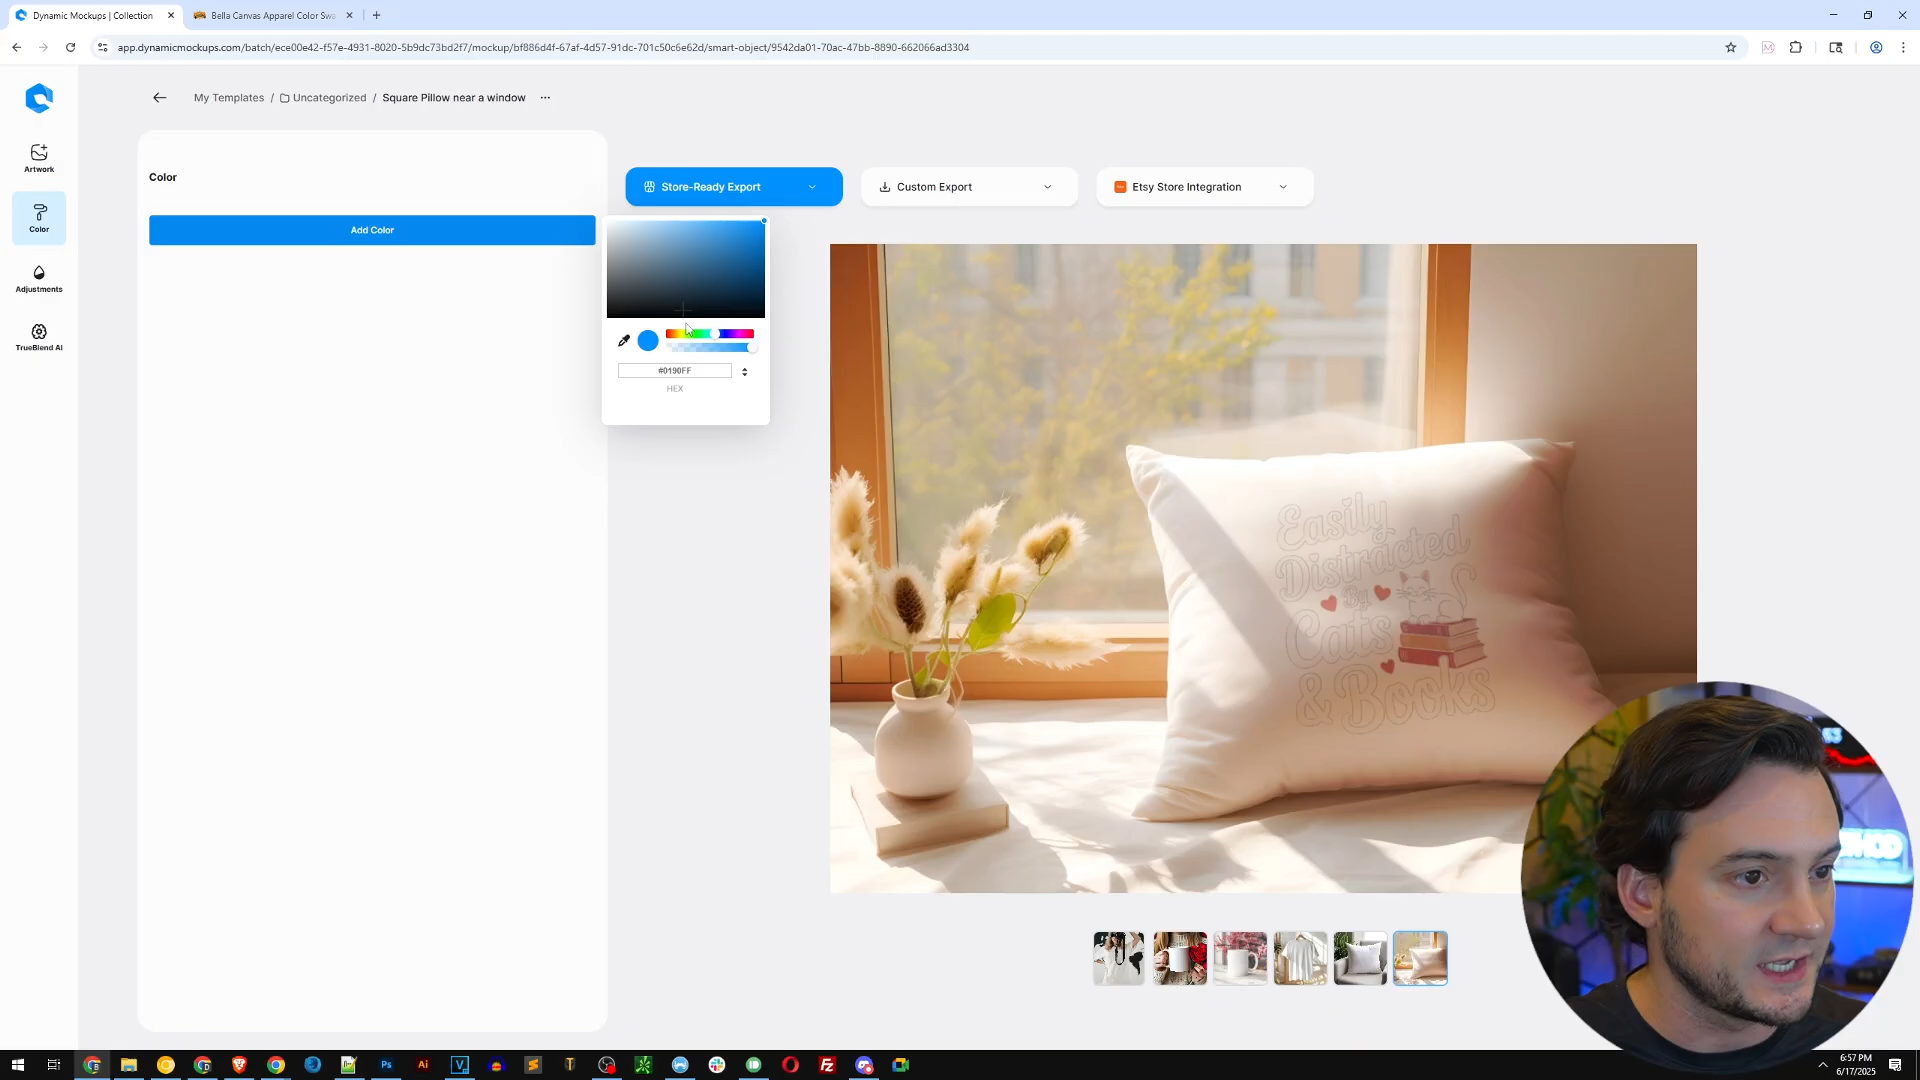 Dynamic Mockups | Collection
Bella Canvas Apparel Color Swa
app.dynamicmockups.com/batch/ece00e42-f57e-4931-8020-5b9dc73bd2f7/mockup/bf886d4f-67af-4d57-91dc-701c50c6e62d/smart-object/9542da01-70ac-47bb-8890-662066ad3304
My Templates / Uncategorized / Square Pillow near a window ...
Artwork
Color
Adjustments
TrueBlend AI
Color
Add Color
Store-Ready Export
Custom Export
Etsy Store Integration
#0190FF
HEX
Easily
Distracted
By
Cats
& Books
6:57 PM
6/17/2025